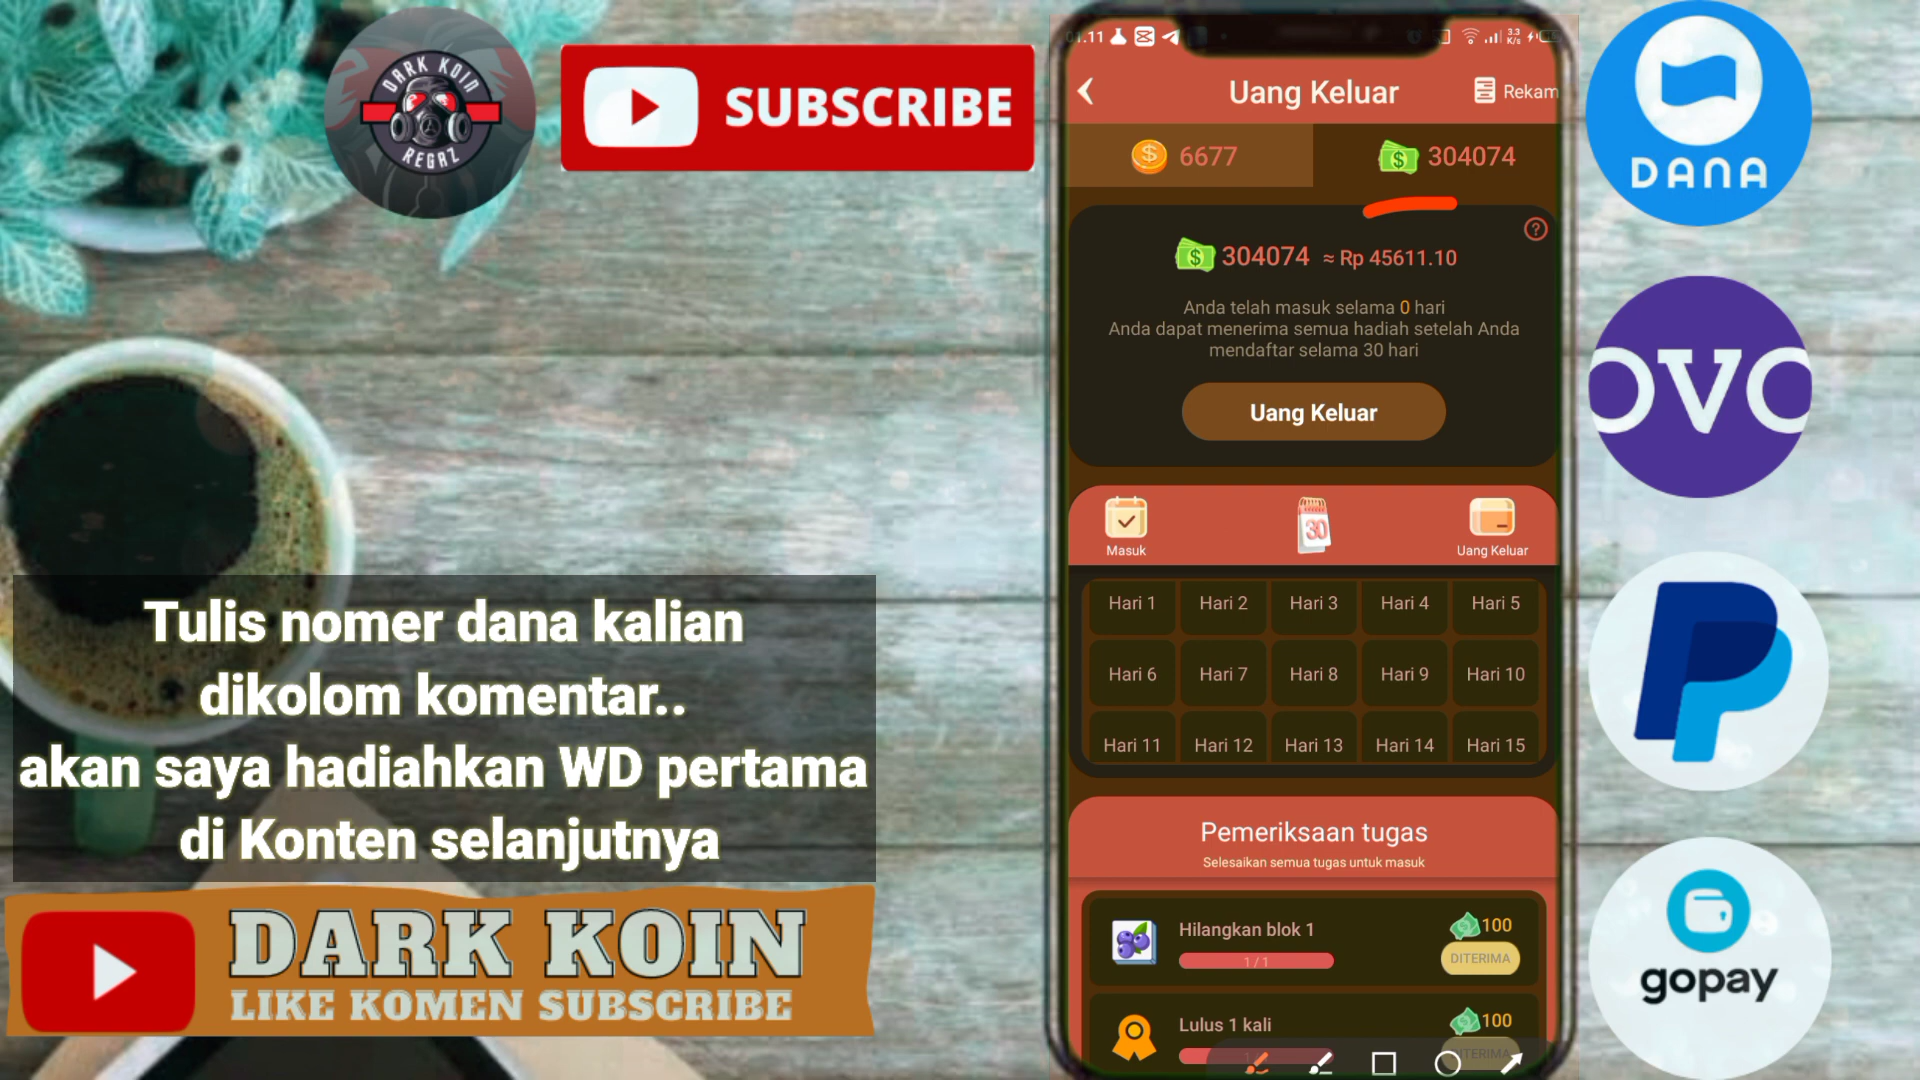 DARK KOIN
REGRZ
SUBSCRIBE
Tulis nomer dana kalian
dikolom komentar..
akan saya hadiahkan WD pertama
di Konten selanjutnya
DARK KOIN
LIKE KOMEN SUBSCRIBE
3.3
K/s
Uang Keluar
Rekam
6677
304074
304074 ≈ Rp 45611.10
Anda telah masuk selama 0 hari
Anda dapat menerima semua hadiah setelah Anda
mendaftar selama 30 hari
Uang Keluar
30
Masuk
Uang Keluar
Hari 1 Hari 2 Hari 3 Hari 4 Hari 5
Hari 6 Hari 7 Hari 8 Hari 9 Hari 10
Hari 11 Hari 12 Hari 13 Hari 14 Hari 15
Pemeriksaan tugas
Selesaikan semua tugas untuk masuk
Hilangkan blok 1
100
1 / 1
DITERIMA
Lulus 1 kali
100
DANA
OVO
gopay